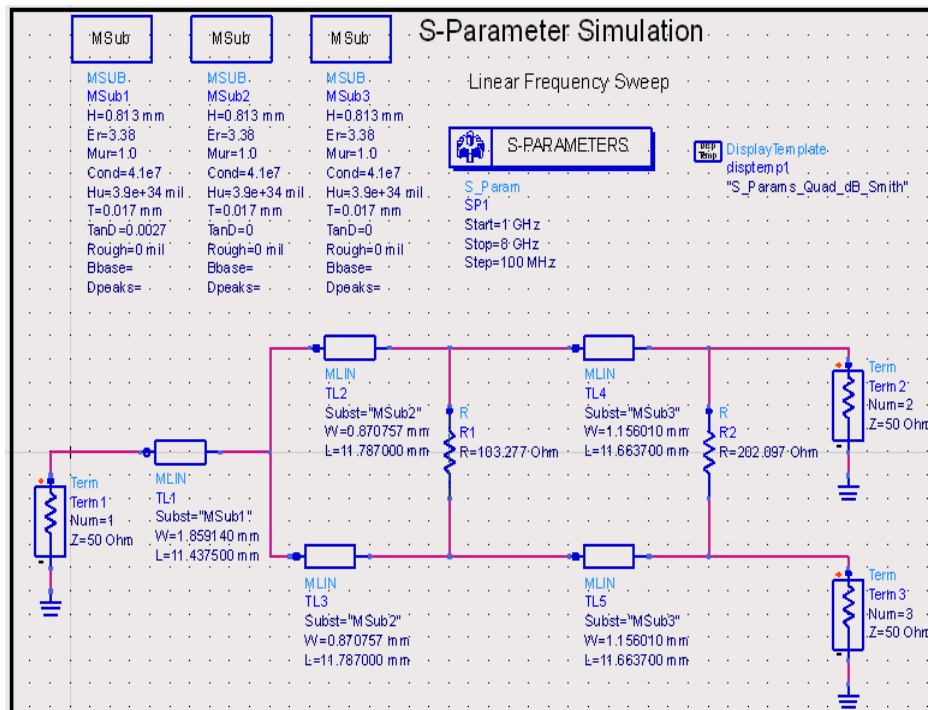 MSub
MSub
MSub
S-Parameter Simulation
Linear Frequency Sweep
MSUB
MSub1
H=0.813 mm
Er=3.38
Mur=1.0
Cond=4.1e7
Hu=3.9e+34 mil
T=0.017 mm
TanD=0.0027
Rough=0 mil
Bbase=
Dpeaks=
MSUB
MSub2
H=0.813 mm
Er=3.38
Mur=1.0
Cond=4.1e7
Hu=3.9e+34 mil
T=0.017 mm
TanD=0
Rough=0 mil
Bbase=
Dpeaks=
MSUB
MSub3
H=0.813 mm
Er=3.38
Mur=1.0
Cond=4.1e7
Hu=3.9e+34 mil
T=0.017 mm
TanD=0
Rough=0 mil
Bbase=
Dpeaks=
S-PARAMETERS
S_Param
SP1
Start=1 GHz
Stop=8 GHz
Step=100 MHz
Disp
Temp
DisplayTemplate
disptemp1
"S_Params_Quad_dB_Smith"
Term
Term1
Num=1
Z=50 Ohm
MLIN
TL1
Subst="MSub1"
W=1.859140 mm
L=11.437500 mm
MLIN
TL2
Subst="MSub2"
W=0.870757 mm
L=11.787000 mm
R
R1
R=103.277 Ohm
MLIN
TL4
Subst="MSub3"
W=1.156010 mm
L=11.663700 mm
R
R2
R=202.097 Ohm
Term
Term2
Num=2
Z=50 Ohm
MLIN
TL3
Subst="MSub2"
W=0.870757 mm
L=11.787000 mm
MLIN
TL5
Subst="MSub3"
W=1.156010 mm
L=11.663700 mm
Term
Term3
Num=3
Z=50 Ohm